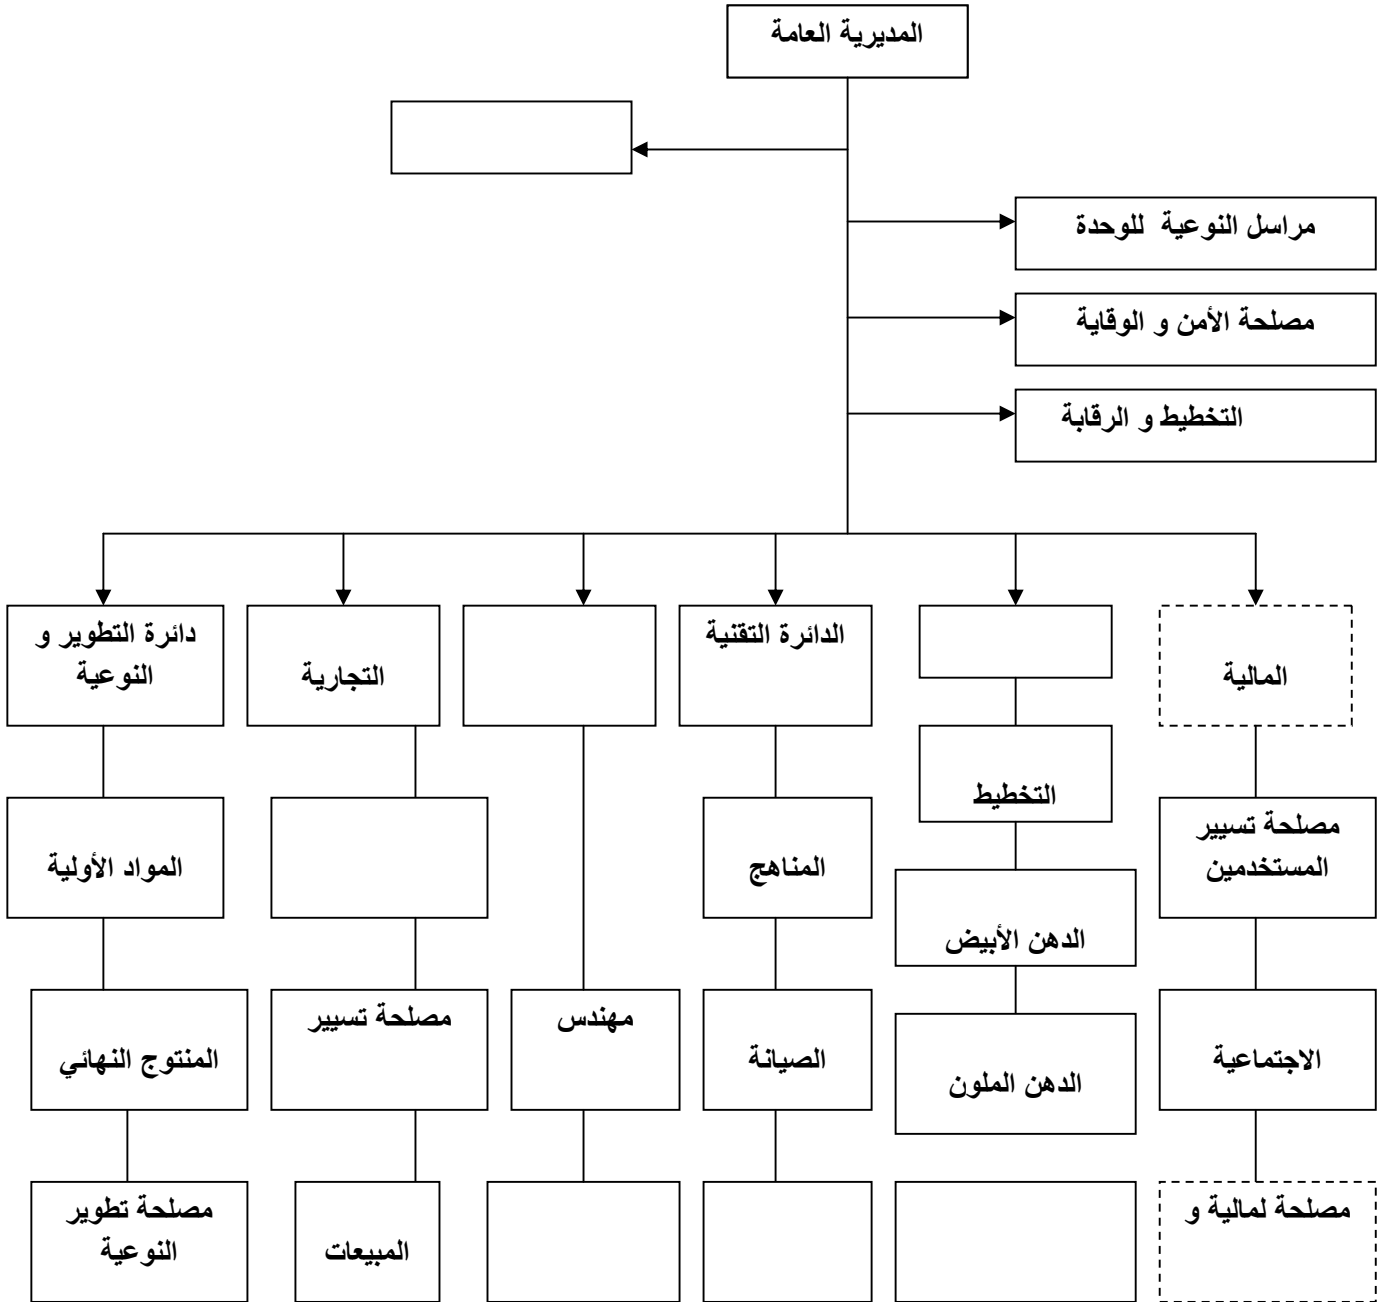 المديرية العامة
مراسل النوعية للوحدة
مصلحة الأمن و الوقاية
التخطيط و الرقابة
دائرة التطوير و
النوعية
التجارية
الدائرة التقنية
المالية
التخطيط
المواد الأولية
المناهج
مصلحة تسيير
المستخدمين
الدهن الأبيض
المنتوج النهائي
مصلحة تسيير
مهندس
الصيانة
الدهن الملون
الاجتماعية
مصلحة تطوير
النوعية
المبيعات
مصلحة لمالية و